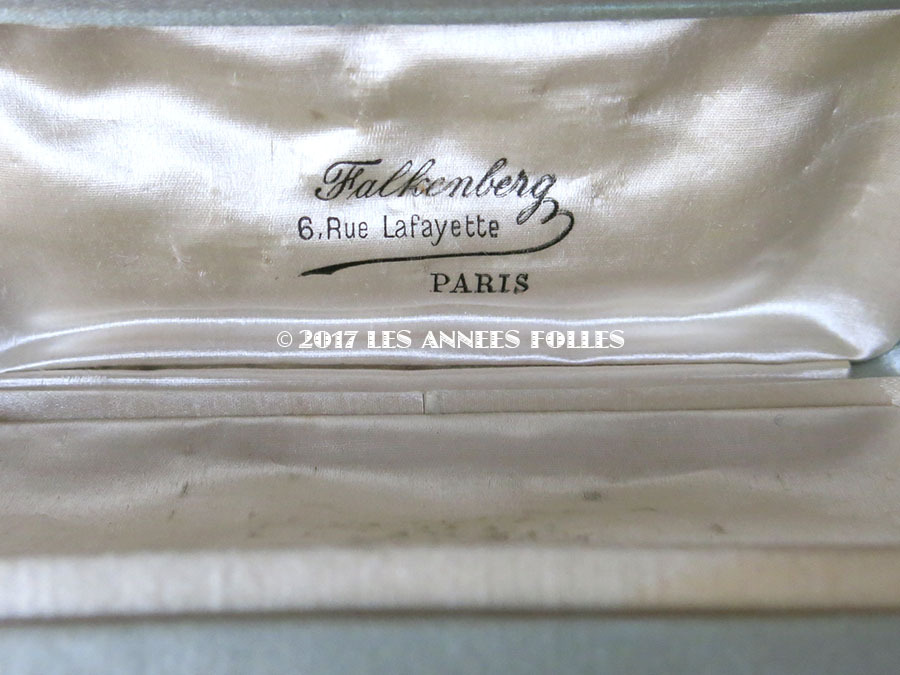 Falkenberg
6, Rue Lafayette
PARIS
© 2017 LES ANNEES FOLLES